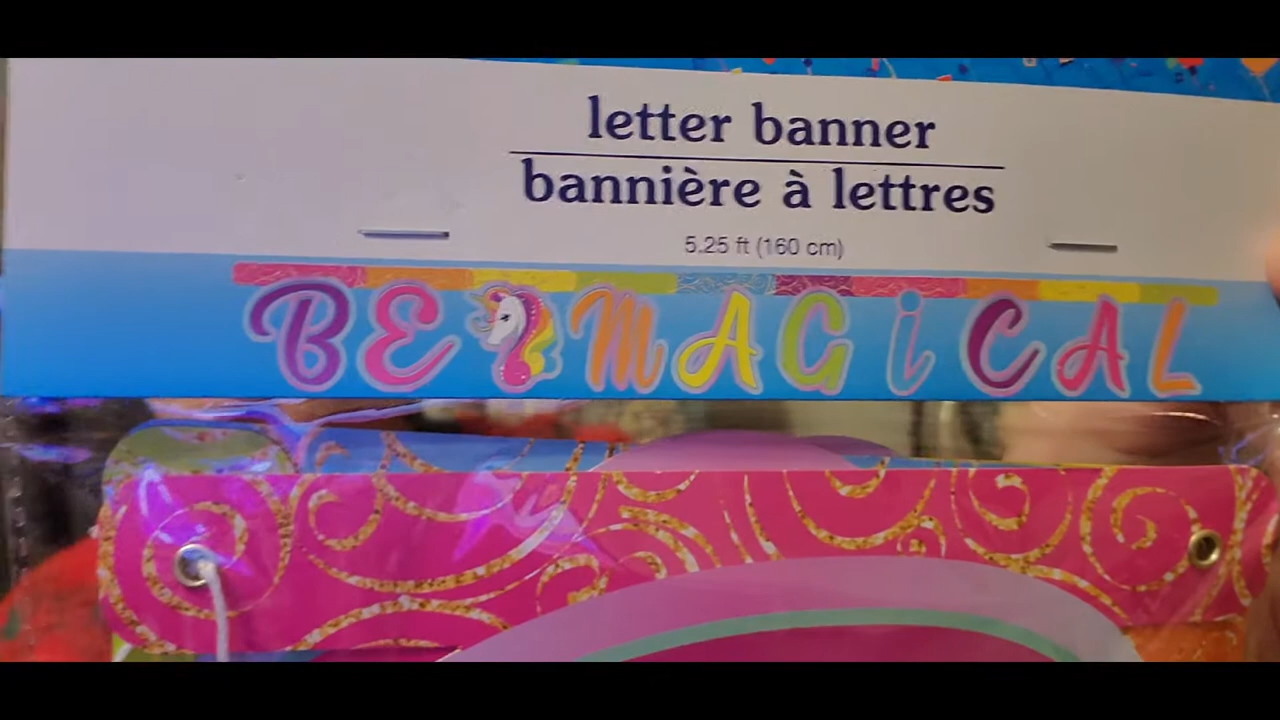 letter banner
bannière à lettres
5.25 ft (160 cm)
BE MAGiCAL